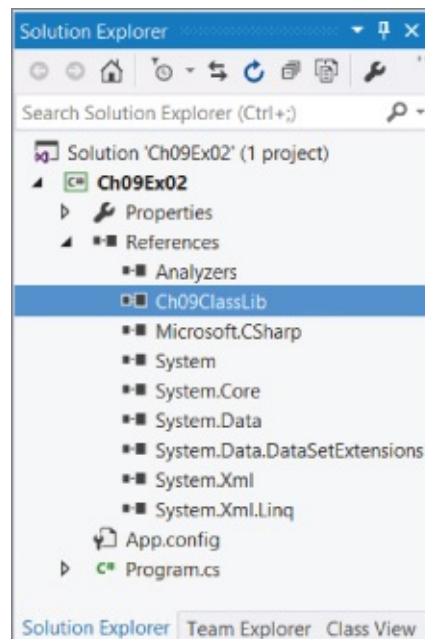 Solution Explorer
Search Solution Explorer (Ctrl+;)
Solution 'Ch09Ex02' (1 project)
C# Ch09Ex02
Properties
References
Analyzers
Ch09ClassLib
Microsoft.CSharp
System
System.Core
System.Data
System.Data.DataSetExtensions
System.Xml
System.Xml.Linq
App.config
C# Program.cs
Solution Explorer Team Explorer Class View